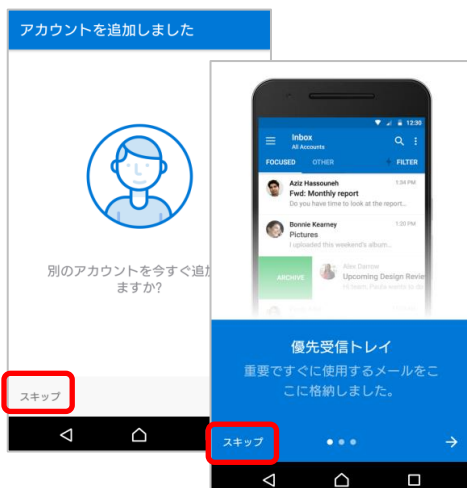 アカウントを追加しました
別のアカウントを今すぐ追加
ますか?
スキップ
12:30
Inbox
All Accounts
FOCUSED
OTHER
FILTER
Aziz Hassouneh
1:04 PM
Fwd: Monthly report
Do you have time to look at the report...
Bonnie Kearney
1:20 PM
Pictures
I uploaded this weekend's album...
ARCHIVE
Alex Darrow
Upcoming Design Revie
優先受信トレイ
重要ですぐに使用するメールをこ
こに格納しました。
スキップ